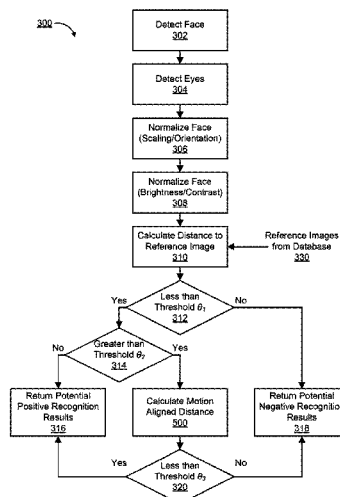 300
Detect Face
302
Detect Eyes
304
Normalize Face
(Scaling/Orientation)
306
Normalize Face
(Brightness/Contrast)
308
Calculate Distance to
Reference Image
310
Reference Images
from Database
330
Yes
Less than
Threshold θ1
312
No
No
Greater than
Threshold θ2
314
Yes
Return Potential
Positive Recognition
Results
316
Calculate Motion
Aligned Distance
500
Return Potential
Negative Recognition
Results
318
Yes
Less than
Threshold θ3
320
No